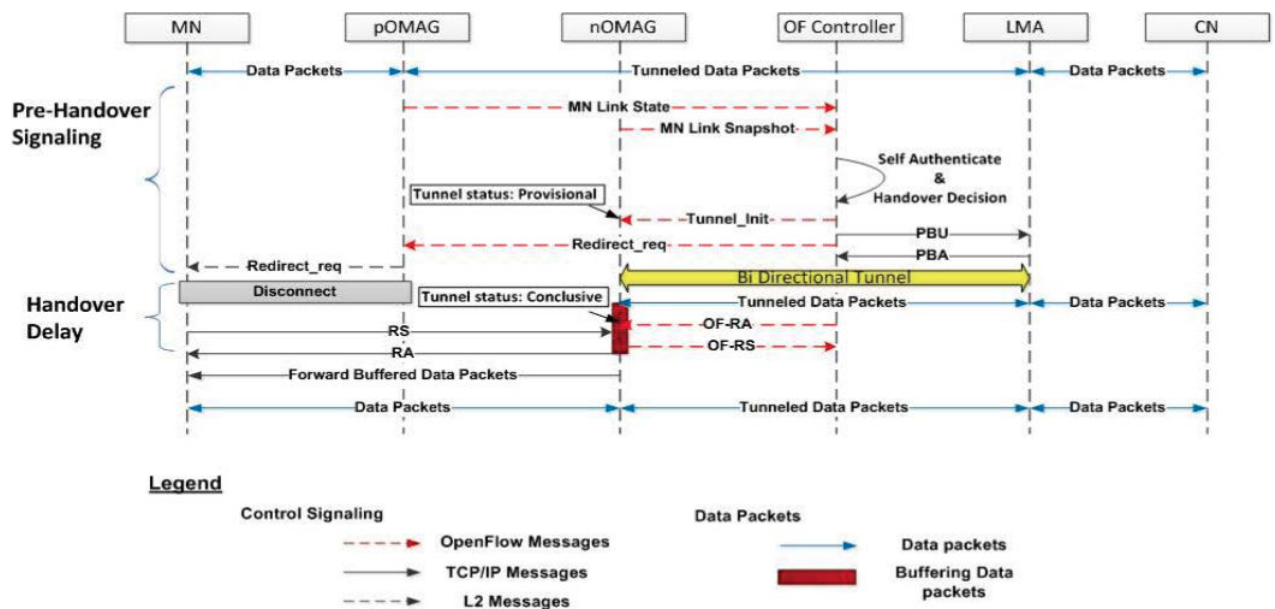 MN pOMAG nOMAG OF Controller LMA CN
Data Packets Tunneled Data Packets Data Packets
Pre-Handover
Signaling
MN Link State
MN Link Snapshot
Self Authenticate
&
Handover Decision
Tunnel status: Provisional
Tunnel_Init
PBU
Redirect_req
PBA
Redirect_req
Bi Directional Tunnel
Handover
Delay
Disconnect
Tunnel status: Conclusive
Tunneled Data Packets Data Packets
OF-RA
RS
OF-RS
RA
Forward Buffered Data Packets
Data Packets Tunneled Data Packets Data Packets
Legend
Control Signaling Data Packets
OpenFlow Messages Data packets
TCP/IP Messages Buffering Data
packets
L2 Messages